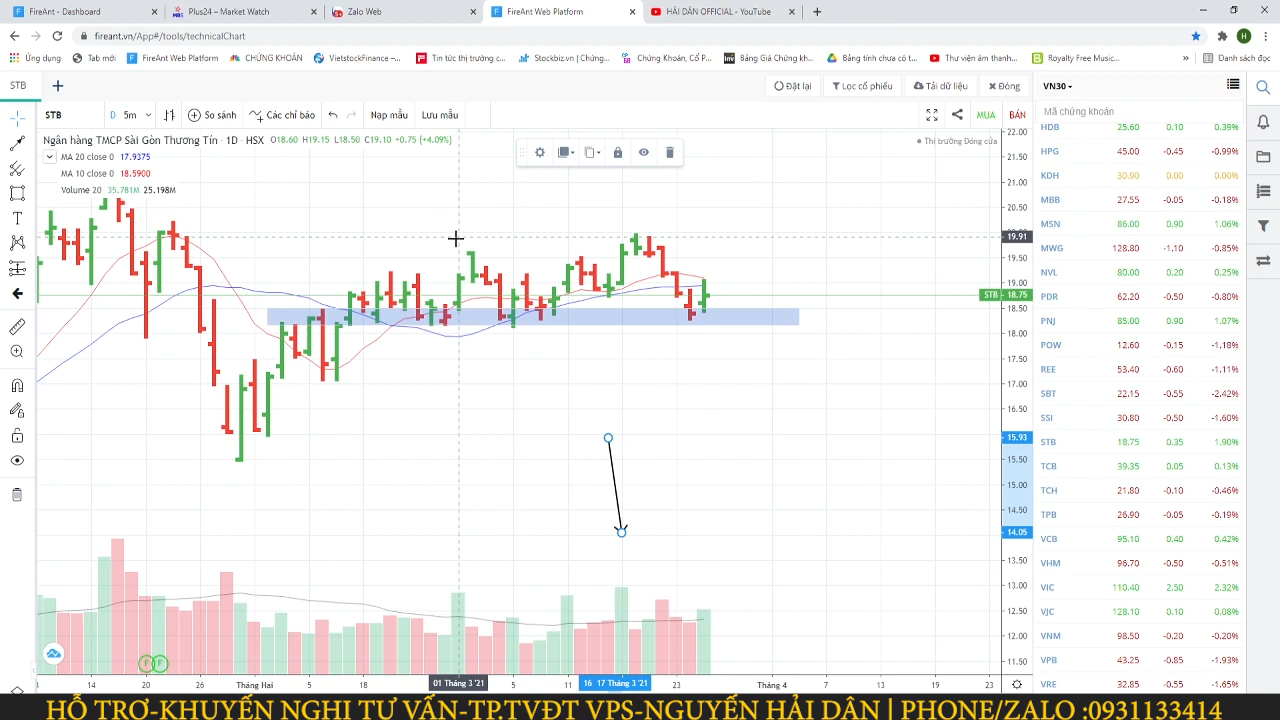 FireAnt - Dashboard
Plus24 – Market Watch
Zalo Web
FireAnt Web Platform
HẢI DÂN OFFICIAL - YouTube
fireant.vn/App#/tools/technicalChart
H
Ứng dụng
Tab mới
FireAnt Web Platform
CHỨNG KHOÁN
VietstockFinance –...
Tin tức thị trường c...
Stockbiz.vn | Chứng...
Chứng Khoán, Cổ P...
Bảng Giá Chứng kh...
Bảng tính chưa có t...
Thư viện âm thanh...
Royalty Free Music...
»
Danh sách đọc
STB
Đặt lại
Lọc cổ phiếu
Tải dữ liệu
Đóng
VN30
STB
D
5m
So sánh
Các chỉ báo
Nạp mẫu
Lưu mẫu
MUA
BÁN
Mã chứng khoán
Ngân hàng TMCP Sài Gòn Thương Tín · 1D · HSX O18.60 H19.15 L18.50 C19.10 +0.75 (+4.09%)
Thị trường Đóng cửa
MA 20 close 0 17.9375
MA 10 close 0 18.5900
Volume 20 35.781M 25.198M
22.00
21.50
21.00
20.50
20.00
19.91
19.50
19.00
STB 18.75
18.50
18.00
17.50
17.00
16.50
15.93
15.50
15.00
14.50
14.05
13.50
13.00
12.50
12.00
11.50
HDB 25.60 0.10 0.39%
HPG 45.00 -0.45 -0.99%
KDH 30.90 0.00 0.00%
MBB 27.55 -0.05 -0.18%
MSN 86.00 0.90 1.06%
MWG 128.80 -1.10 -0.85%
NVL 80.00 0.20 0.25%
PDR 62.20 -0.50 -0.80%
PNJ 85.00 0.90 1.07%
POW 12.60 -0.15 -1.18%
REE 53.40 -0.60 -1.11%
SBT 22.15 -0.55 -2.42%
SSI 30.80 -0.50 -1.60%
STB 18.75 0.35 1.90%
TCB 39.35 0.05 0.13%
TCH 21.80 -0.10 -0.46%
TPB 26.90 -0.05 -0.19%
VCB 95.10 0.40 0.42%
VHM 96.70 -0.50 -0.51%
VIC 110.40 2.50 2.32%
VJC 128.10 0.10 0.08%
VNM 98.50 -0.20 -0.20%
VPB 43.25 -0.85 -1.93%
VRE 32.85 -0.55 -1.65%
F F
14 20 26 Tháng Hai 5 17 23 01 Tháng 3 '21 5 11 16 17 Tháng 3 '21 23 Tháng 4 7 13 19 23
HỖ TRỢ-KHUYẾN NGHỊ TƯ VẤN-TP.TVĐT VPS-NGUYỄN HẢI DÂN | PHONE/ZALO :0931133414